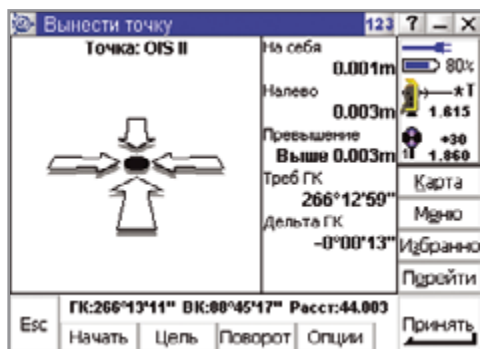 Вынести точку 123 ? – X
Точка: OIS II
На себя
0.001m
Налево
0.003m
Превышение
Выше 0.003m
Треб ГК
266°12'59"
Дельта ГК
-0°00'13"
80%
T
1.615
+30
1.860
Карта
Меню
Избранно
Перейти
Принять
ГК:266°13'11" ВК:88°45'17" Расст:44.003
Esc Начать Цель Поворот Опции